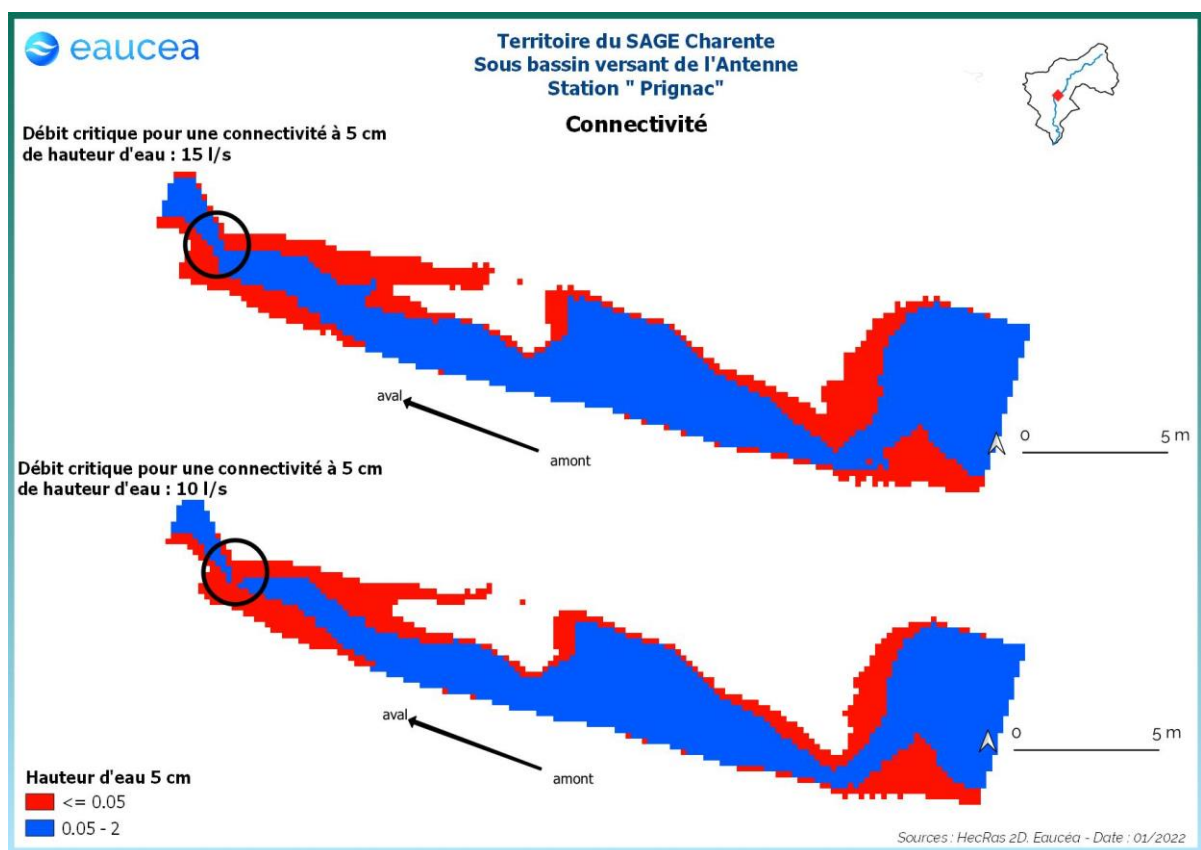 eaucea
Territoire du SAGE Charente
Sous bassin versant de l'Antenne
Station " Prignac"
Connectivité
Débit critique pour une connectivité à 5 cm
de hauteur d'eau : 15 l/s
aval
amont
0
5 m
Débit critique pour une connectivité à 5 cm
de hauteur d'eau : 10 l/s
aval
amont
0
5 m
Hauteur d'eau 5 cm
<= 0.05
0.05 - 2
Sources : HecRas 2D. Eaucéa - Date : 01/2022